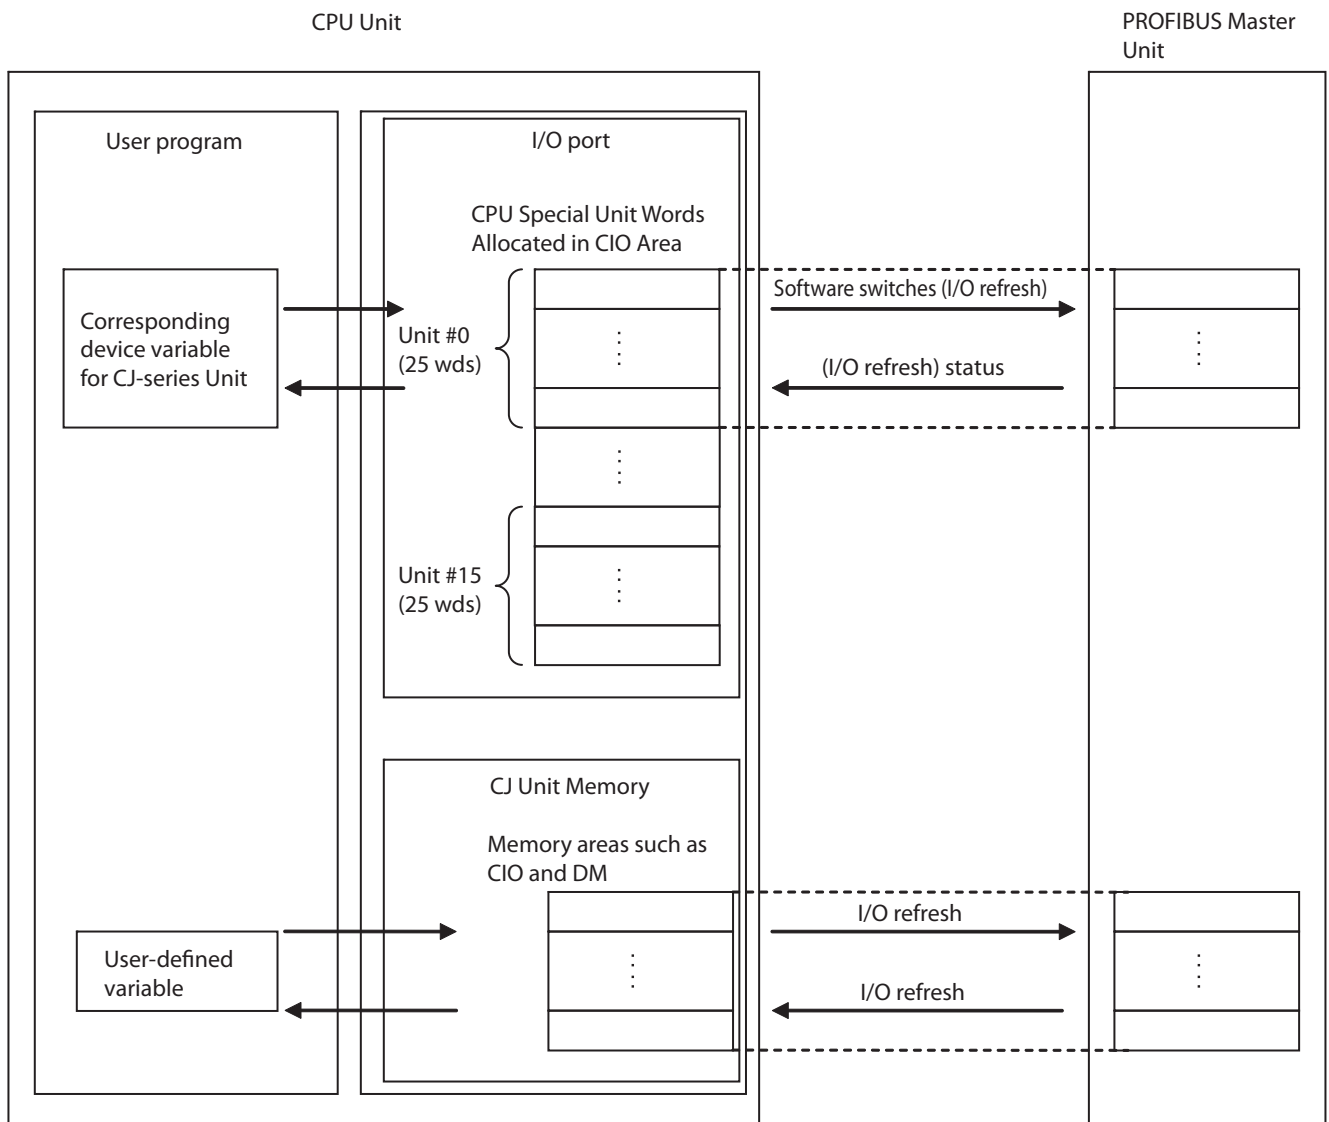 CPU Unit
PROFIBUS Master
Unit
User program
I/O port
CPU Special Unit Words
Allocated in CIO Area
Corresponding
device variable
for CJ-series Unit
Unit #0
(25 wds)
Software switches (I/O refresh)
(I/O refresh) status
Unit #15
(25 wds)
CJ Unit Memory
Memory areas such as
CIO and DM
User-defined
variable
I/O refresh
I/O refresh